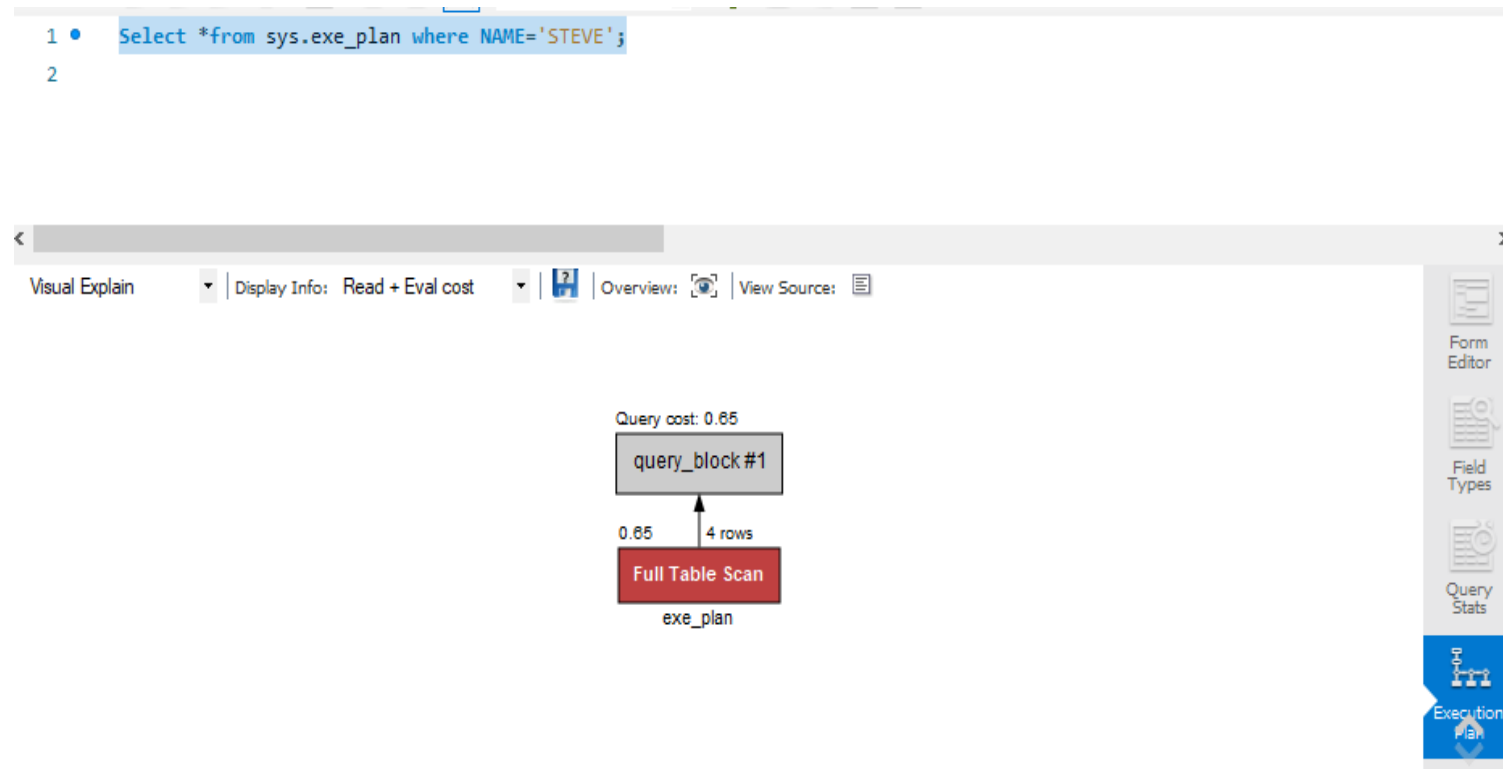 1 Select *from sys.exe_plan where NAME='STEVE';
2
Visual Explain Display Info: Read + Eval cost Overview: View Source:
Form
Editor
Query cost: 0.65
query_block #1
Field
Types
0.65 4 rows
Full Table Scan
exe_plan
Query
Stats
Execution
Plan